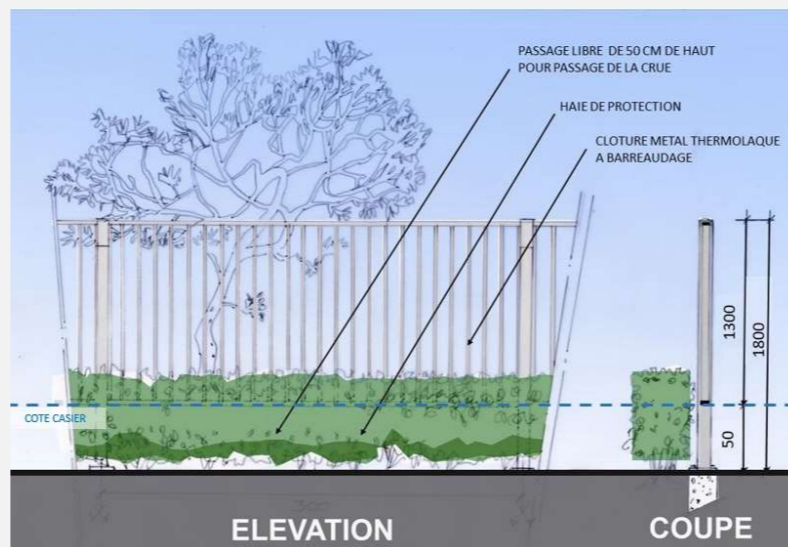 PASSAGE LIBRE DE 50 CM DE HAUT
POUR PASSAGE DE LA CRUE
HAIE DE PROTECTION
CLOTURE METAL THERMOLAQUE
A BARREAUDAGE
1300
1800
COTE CASIER
50
300
ELEVATION
COUPE